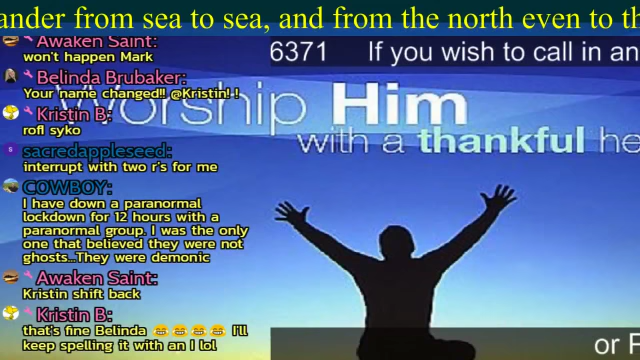 ander from sea to sea, and from the north even to th
6371 If you wish to call in an
Awaken Saint:
won't happen Mark
Belinda Brubaker:
Your name changed!! @Kristin!!
Kristin B:
rofl syko
sacredappleseed:
interrupt with two r's for me
COWBOY:
I have down a paranormal
lockdown for 12 hours with a
paranormal group. I was the only
one that believed they were not
ghosts...They were demonic
Awaken Saint:
Kristin shift back
Kristin B:
that's fine Belinda 😂 😂 😂 😂 I'll
keep spelling it with an I lol
Worship Him
with a thankful he
or F